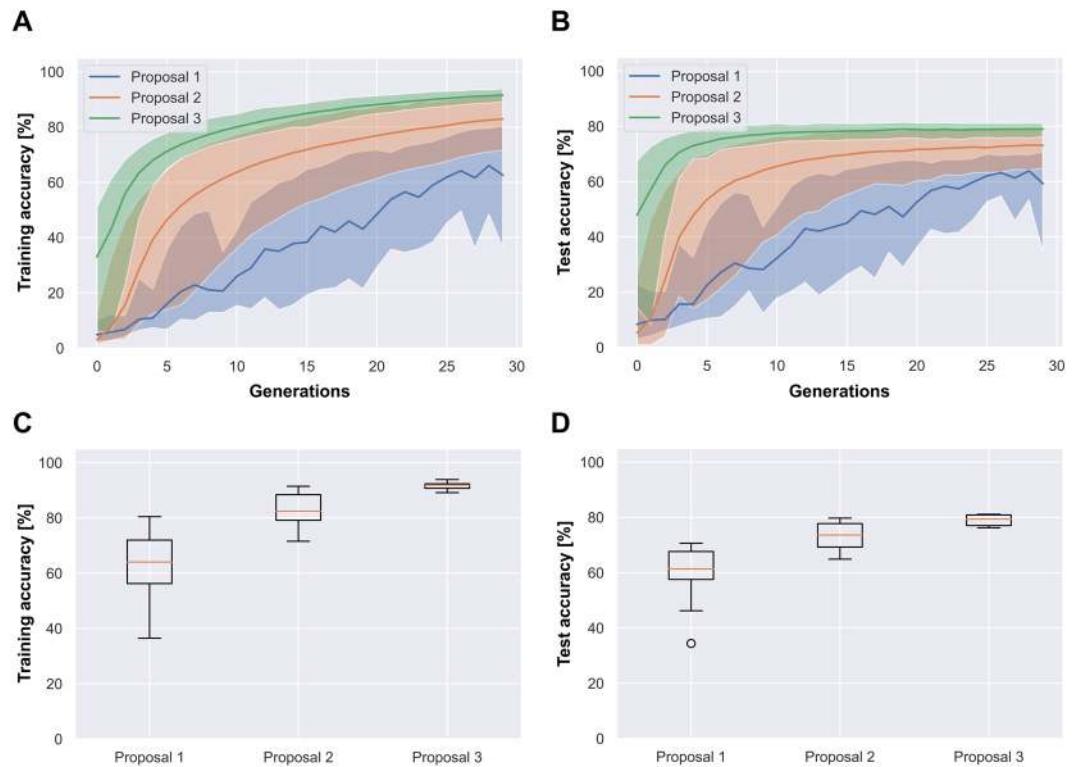 A
100
80
60
40
20
0
Training accuracy [%]
Proposal 1
Proposal 2
Proposal 3
0 5 10 15 20 25 30
Generations
B
100
80
60
40
20
0
Test accuracy [%]
Proposal 1
Proposal 2
Proposal 3
0 5 10 15 20 25 30
Generations
C
100
80
60
40
20
0
Training accuracy [%]
Proposal 1 Proposal 2 Proposal 3
D
100
80
60
40
20
0
Test accuracy [%]
Proposal 1 Proposal 2 Proposal 3